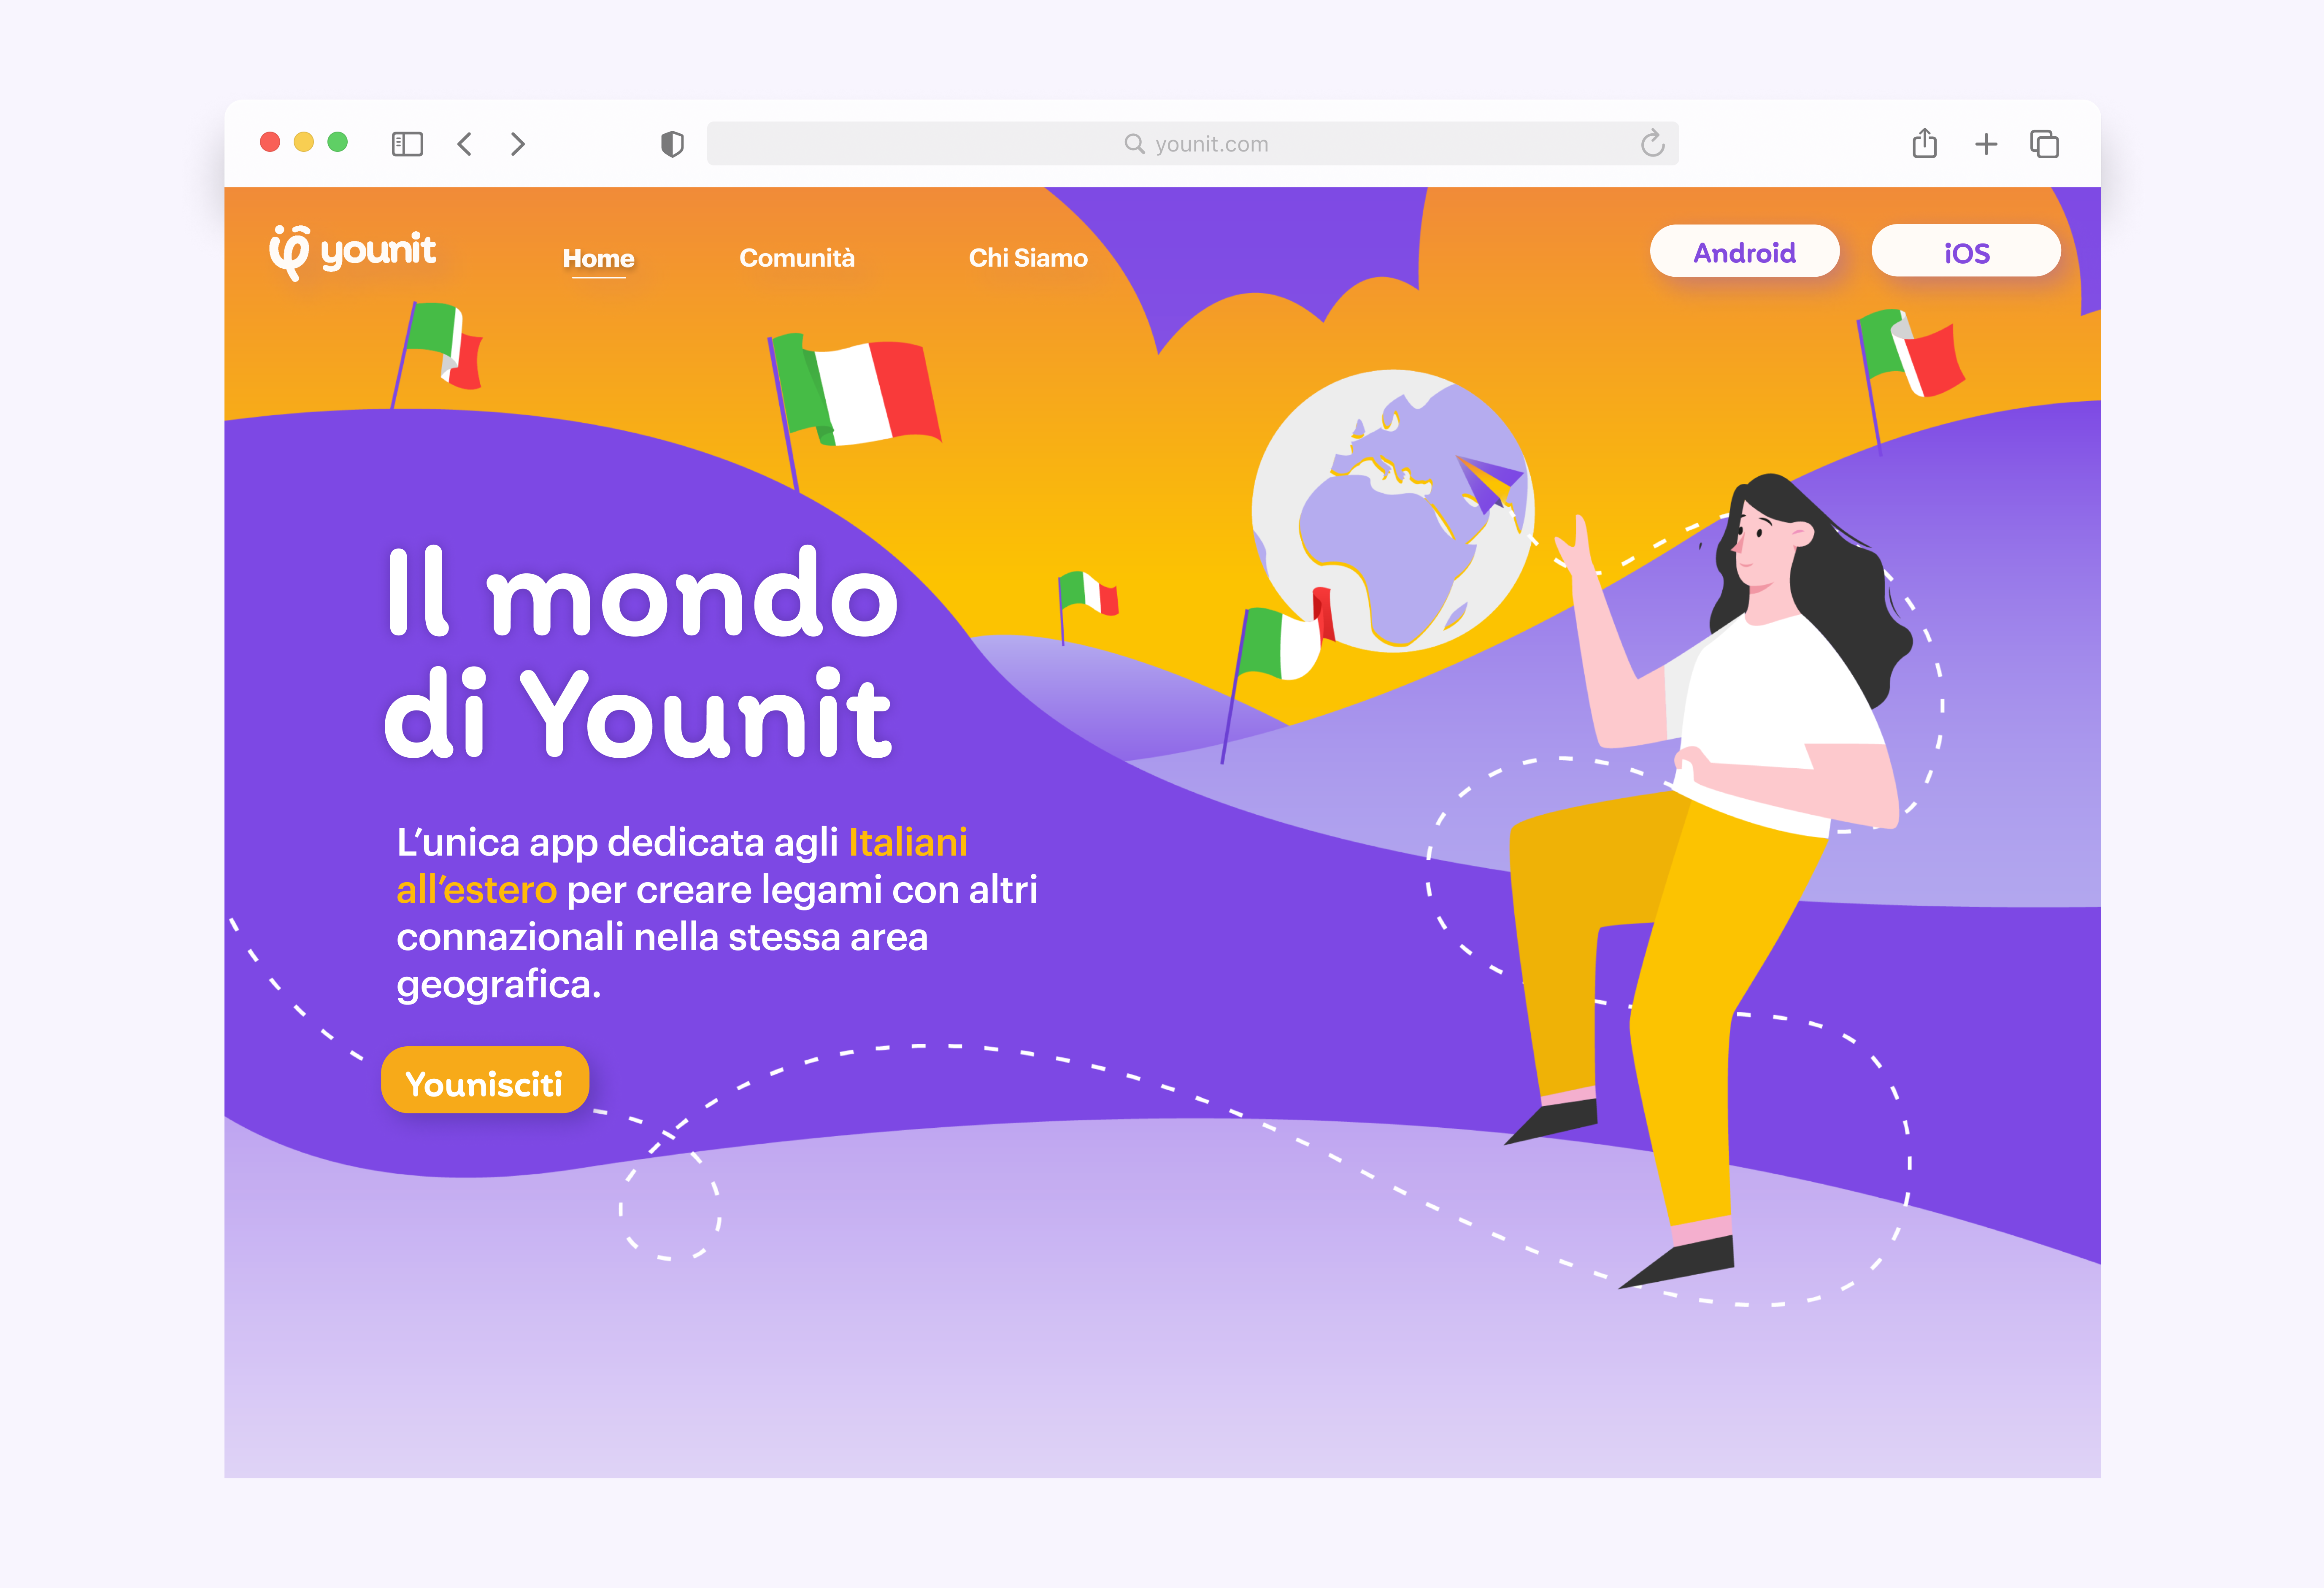 younit.com
younit
Home
Comunità
Chi Siamo
Android
iOS
Il mondo
di Younit
L'unica app dedicata agli Italiani
all'estero per creare legami con altri
connazionali nella stessa area
geografica.
Younisciti